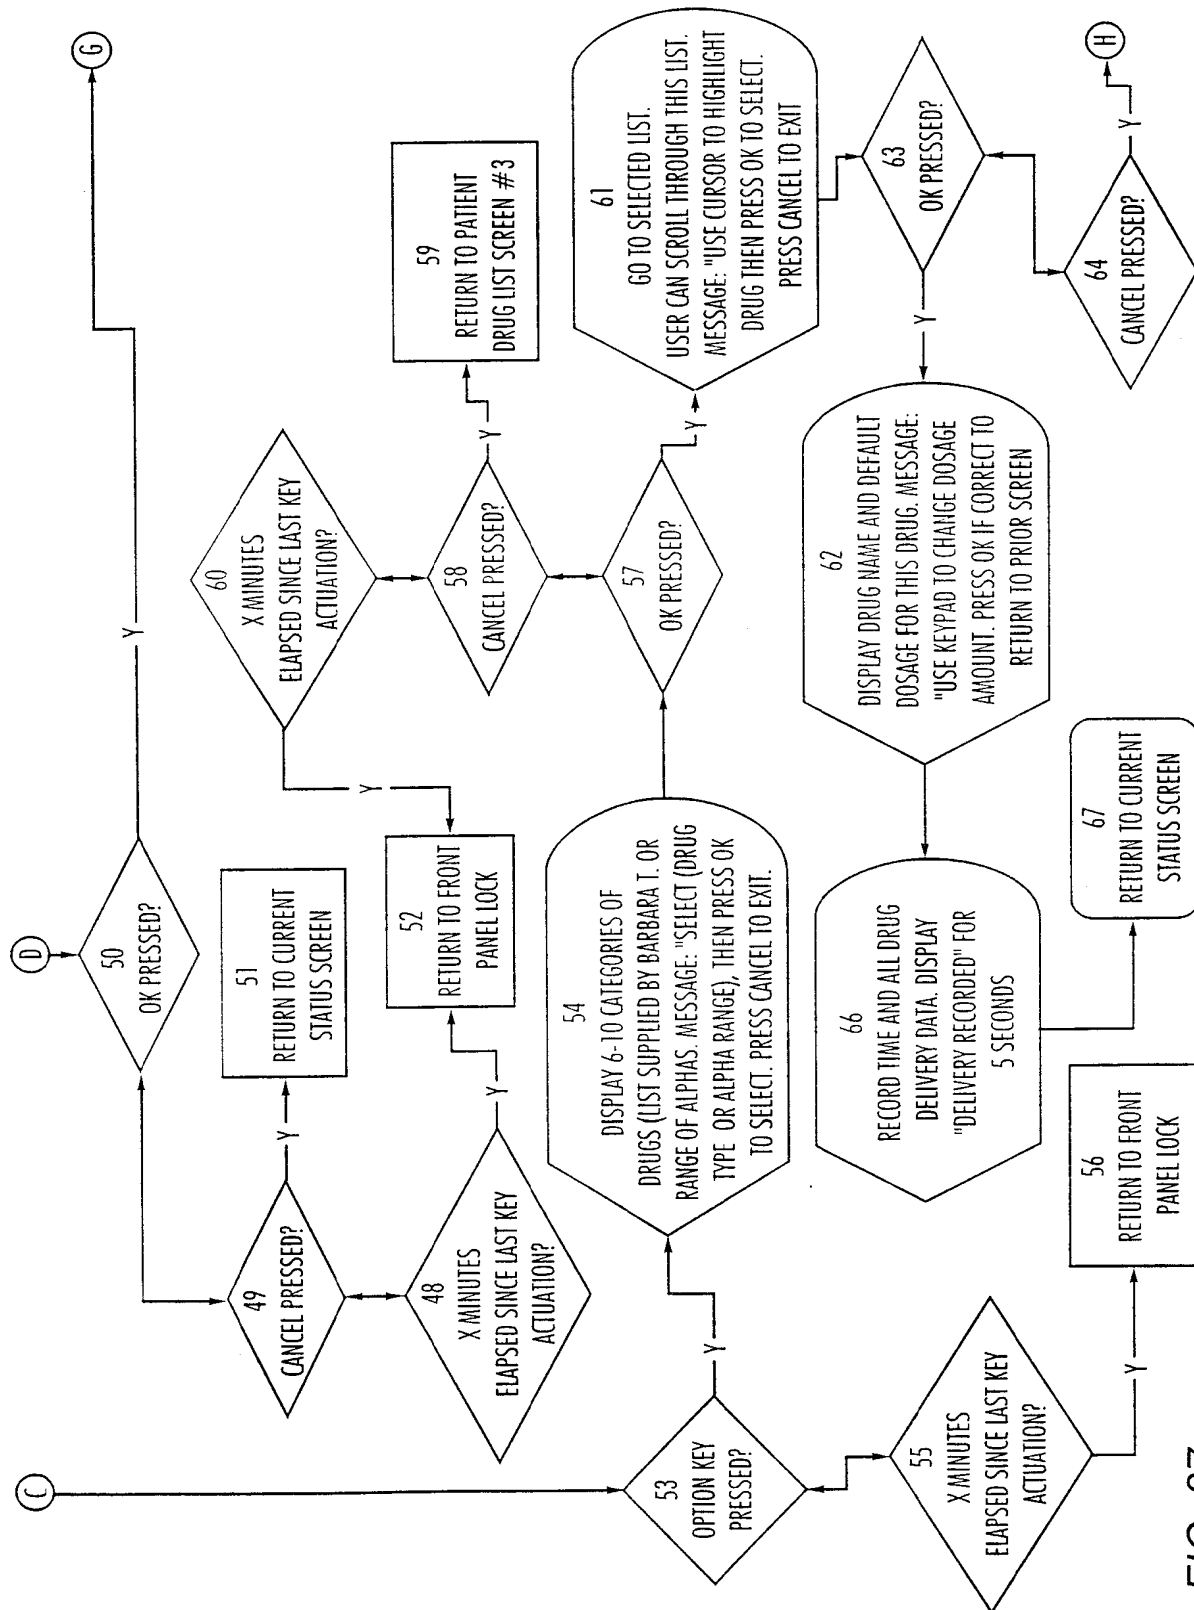 C
D
G
50
OK PRESSED?
Y
49
CANCEL PRESSED?
Y
51
RETURN TO CURRENT
STATUS SCREEN
48
X MINUTES
ELAPSED SINCE LAST KEY
ACTUATION?
Y
52
RETURN TO FRONT
PANEL LOCK
Y
60
X MINUTES
ELAPSED SINCE LAST KEY
ACTUATION?
58
CANCEL PRESSED?
Y
59
RETURN TO PATIENT
DRUG LIST SCREEN #3
53
OPTION KEY
PRESSED?
Y
54
DISPLAY 6-10 CATEGORIES OF
DRUGS (LIST SUPPLIED BY BARBARA T. OR
RANGE OF ALPHAS. MESSAGE: "SELECT (DRUG
TYPE OR ALPHA RANGE), THEN PRESS OK
TO SELECT. PRESS CANCEL TO EXIT.
57
OK PRESSED?
Y
61
GO TO SELECTED LIST.
USER CAN SCROLL THROUGH THIS LIST.
MESSAGE: "USE CURSOR TO HIGHLIGHT
DRUG THEN PRESS OK TO SELECT.
PRESS CANCEL TO EXIT
55
X MINUTES
ELAPSED SINCE LAST KEY
ACTUATION?
Y
56
RETURN TO FRONT
PANEL LOCK
66
RECORD TIME AND ALL DRUG
DELIVERY DATA. DISPLAY
"DELIVERY RECORDED" FOR
5 SECONDS
67
RETURN TO CURRENT
STATUS SCREEN
62
DISPLAY DRUG NAME AND DEFAULT
DOSAGE FOR THIS DRUG. MESSAGE:
"USE KEYPAD TO CHANGE DOSAGE
AMOUNT. PRESS OK IF CORRECT TO
RETURN TO PRIOR SCREEN
Y
63
OK PRESSED?
64
CANCEL PRESSED?
Y
H